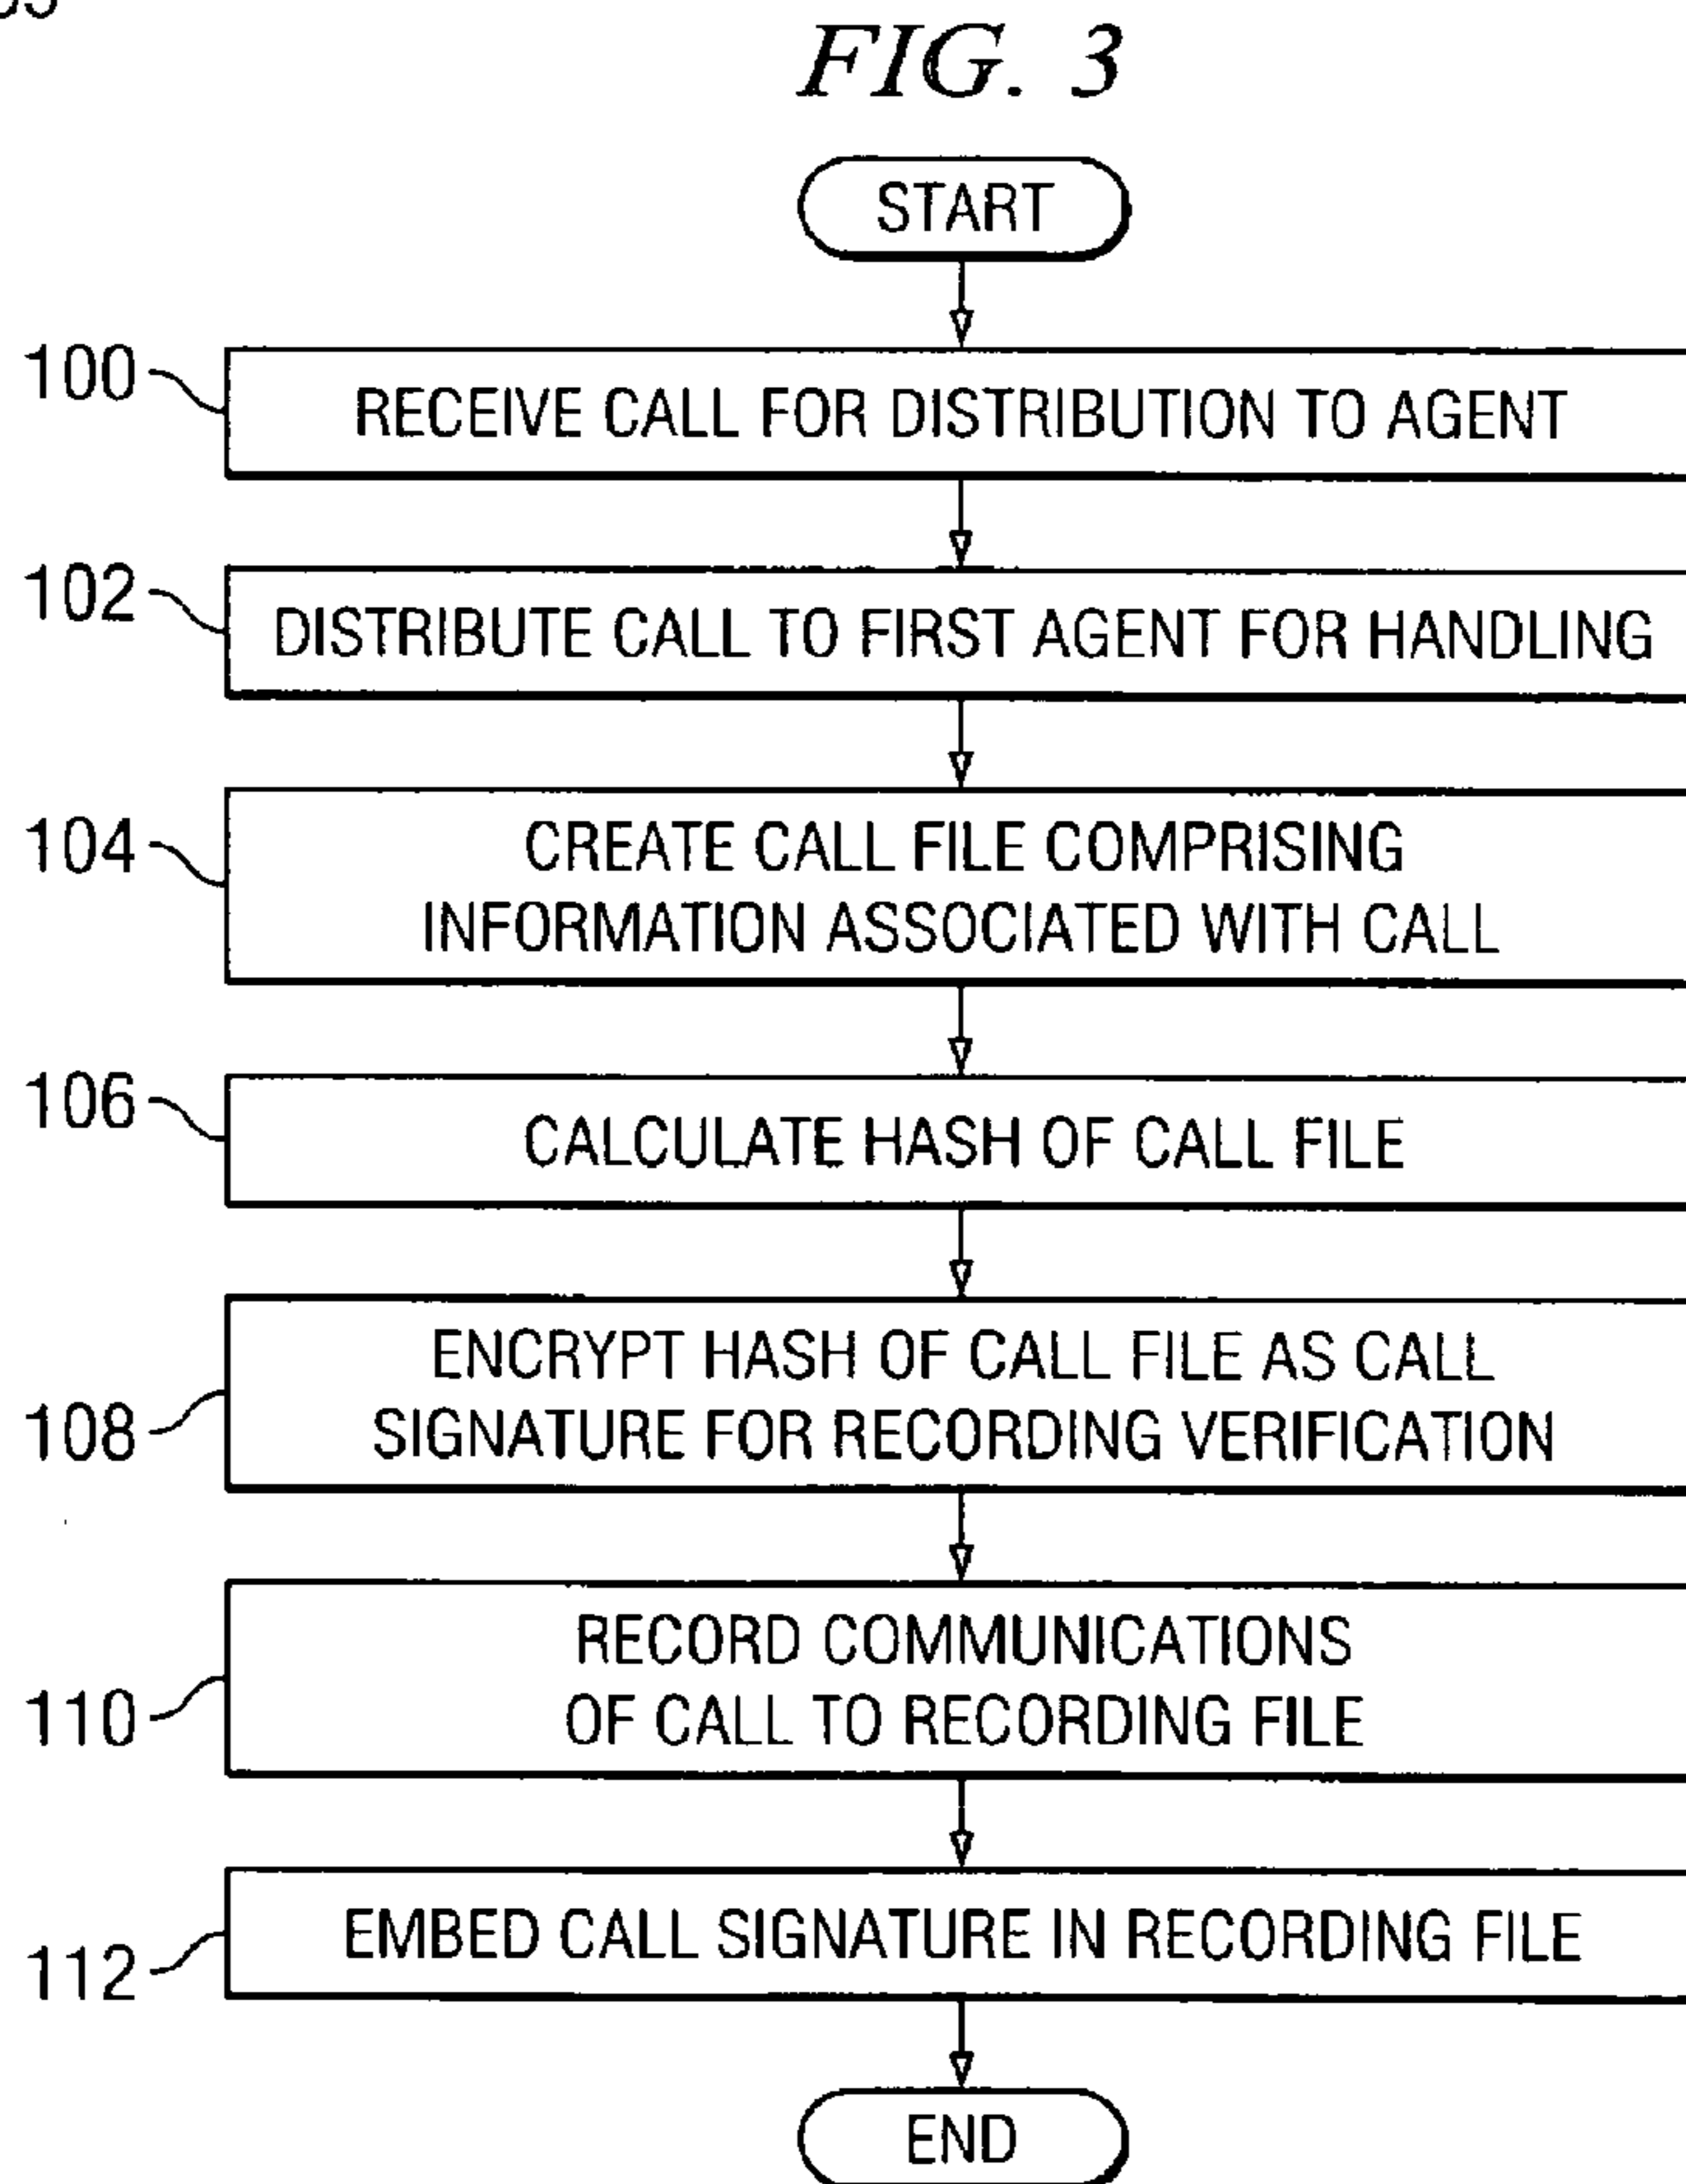 FIG. 3
START
100
RECEIVE CALL FOR DISTRIBUTION TO AGENT
102
DISTRIBUTE CALL TO FIRST AGENT FOR HANDLING
104
CREATE CALL FILE COMPRISING
INFORMATION ASSOCIATED WITH CALL
106
CALCULATE HASH OF CALL FILE
108
ENCRYPT HASH OF CALL FILE AS CALL
SIGNATURE FOR RECORDING VERIFICATION
110
RECORD COMMUNICATIONS
OF CALL TO RECORDING FILE
112
EMBED CALL SIGNATURE IN RECORDING FILE
END